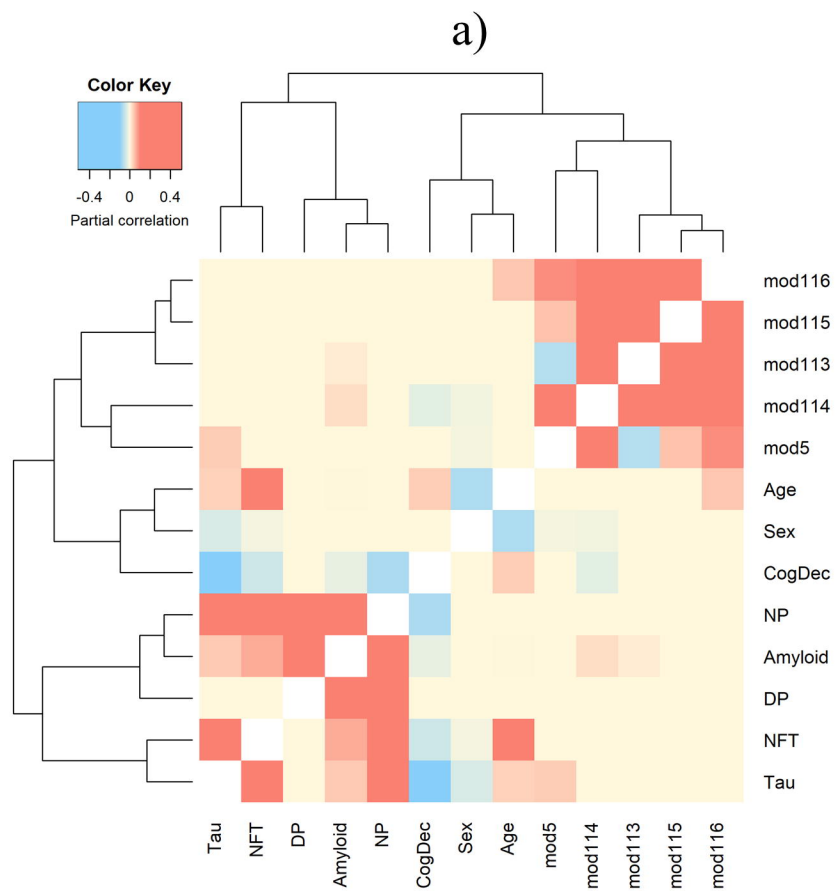 a)
Color Key
-0.4 0 0.4
Partial correlation
mod116
mod115
mod113
mod114
mod5
Age
Sex
CogDec
NP
Amyloid
DP
NFT
Tau
Tau NFT DP Amyloid NP CogDec Sex Age mod5 mod114 mod113 mod115 mod116